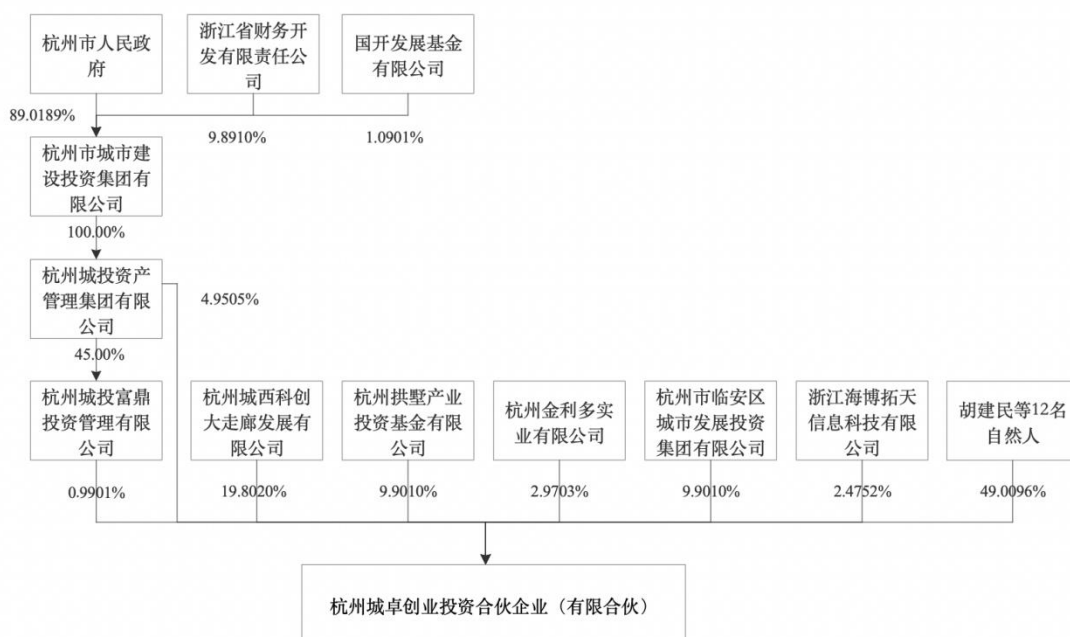 杭州市人民政
府
浙江省财务开
发有限责任公
司
国开发展基金
有限公司
89.0189%
9.8910%
1.0901%
杭州市城市建
设投资集团有
限公司
100.00%
杭州城投资产
管理集团有限
公司
4.9505%
45.00%
杭州城投富鼎
投资管理有限
公司
杭州城西科创
大走廊发展有
限公司
杭州拱墅产业
投资基金有限
公司
杭州金利多实
业有限公司
杭州市临安区
城市发展投资
集团有限公司
浙江海博拓天
信息科技有限
公司
胡建民等12名
自然人
0.9901%
19.8020%
9.9010%
2.9703%
9.9010%
2.4752%
49.0096%
杭州城卓创业投资合伙企业（有限合伙）